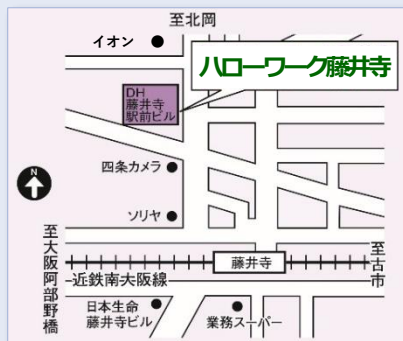 至北岡
イオン
ハローワーク藤井寺
DH
藤井寺
駅前ビル
四条カメラ
N
ソリヤ
至大阪阿部野橋
藤井寺
至古市
近鉄南大阪線
日本生命
藤井寺ビル
業務スーパー